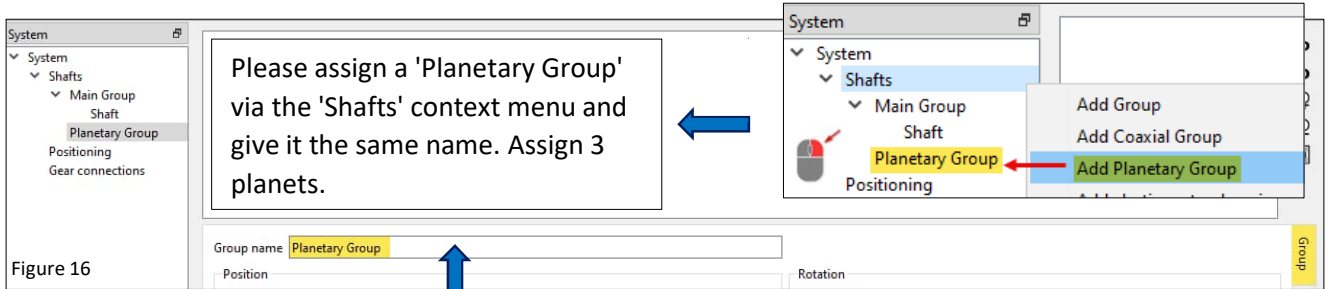 System
System
Shafts
Main Group
Shaft
Planetary Group
Positioning
Gear connections
Figure 16
Please assign a 'Planetary Group'
via the 'Shafts' context menu and
give it the same name. Assign 3
planets.
System
System
Shafts
Main Group
Shaft
Planetary Group
Positioning
Add Group
Add Coaxial Group
Add Planetary Group
Group name Planetary Group
Position
Rotation
Group